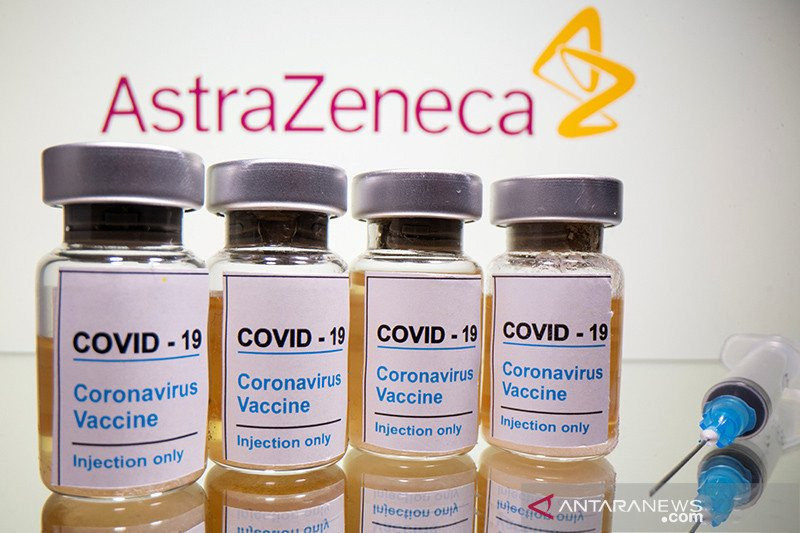 AstraZeneca
COVID - 19
Coronavirus
Vaccine
Injection only
COVID - 19
Coronavirus
Vaccine
Injection only
COVID - 19
Coronavirus
Vaccine
Injection only
COVID - 19
Coronavirus
Vaccine
Injection only
ANTARANEWS
.com